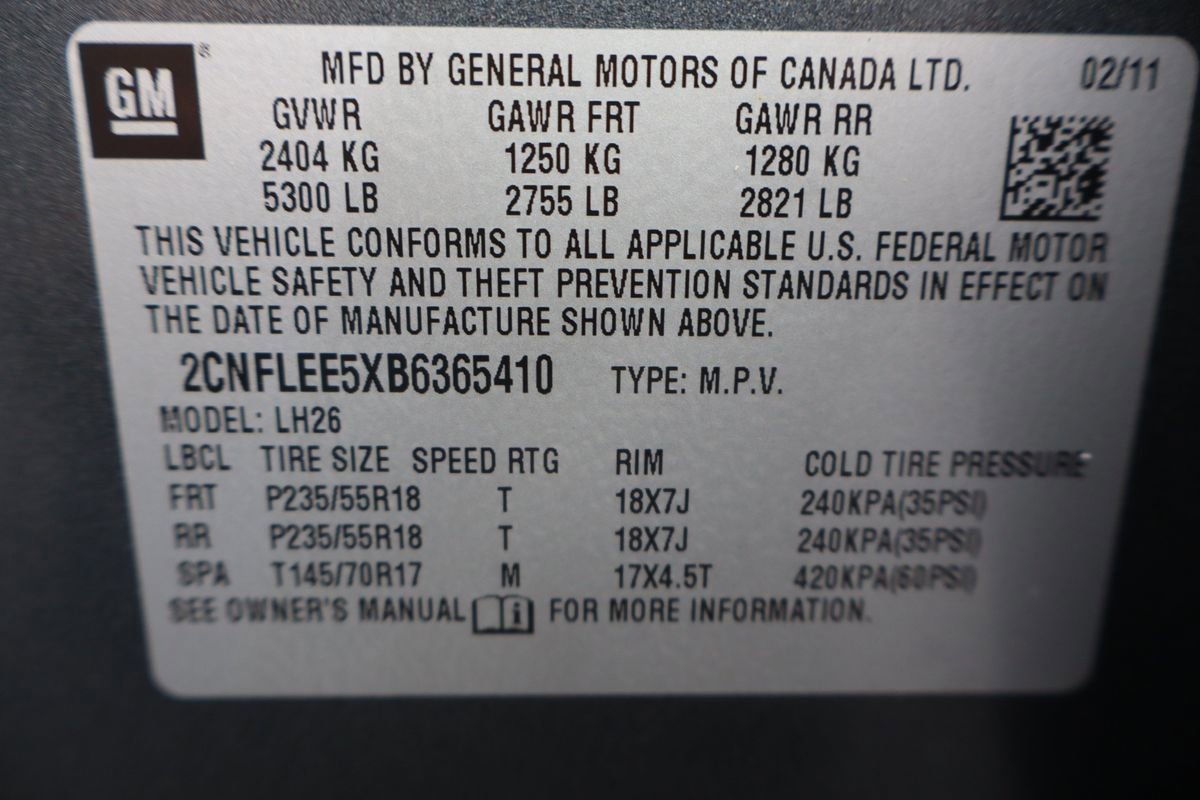 GM ®
MFD BY GENERAL MOTORS OF CANADA LTD. 02/11
GVWR GAWR FRT GAWR RR
2404 KG 1250 KG 1280 KG
5300 LB 2755 LB 2821 LB
THIS VEHICLE CONFORMS TO ALL APPLICABLE U.S. FEDERAL MOTOR
VEHICLE SAFETY AND THEFT PREVENTION STANDARDS IN EFFECT ON
THE DATE OF MANUFACTURE SHOWN ABOVE.
2CNFLEE5XB6365410 TYPE: M.P.V.
MODEL: LH26
LBCL TIRE SIZE SPEED RTG RIM COLD TIRE PRESSURE
FRT P235/55R18 T 18X7J 240KPA(35PSI)
RR P235/55R18 T 18X7J 240KPA(35PSI)
SPA T145/70R17 M 17X4.5T 420KPA(60PSI)
SEE OWNER'S MANUAL i FOR MORE INFORMATION.